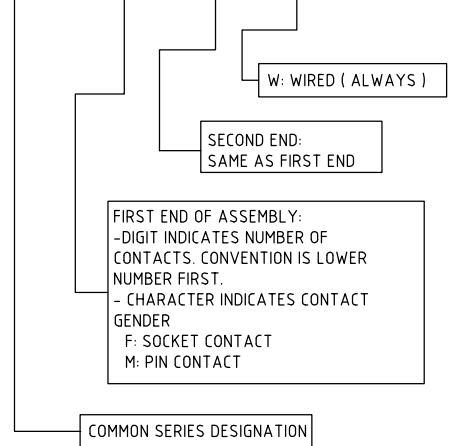 W: WIRED ( ALWAYS )
SECOND END:
SAME AS FIRST END
FIRST END OF ASSEMBLY:
-DIGIT INDICATES NUMBER OF
CONTACTS. CONVENTION IS LOWER
NUMBER FIRST.
- CHARACTER INDICATES CONTACT
GENDER
F: SOCKET CONTACT
M: PIN CONTACT
COMMON SERIES DESIGNATION